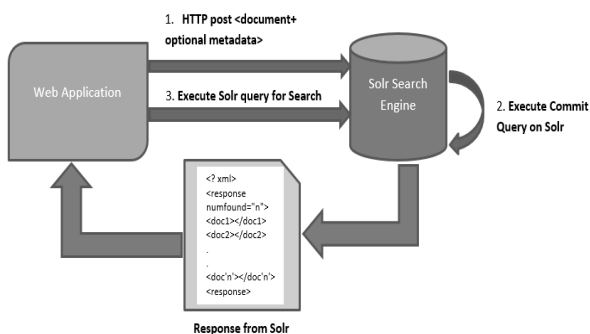 1. HTTP post <document+
optional metadata>
Web Application
3. Execute Solr query for Search
Solr Search
Engine
2. Execute Commit
Query on Solr
<? xml>
<response
numfound="n">
<doc1></doc1>
<doc2></doc2>
.
.
<doc'n'></doc'n'>
<response>
Response from Solr